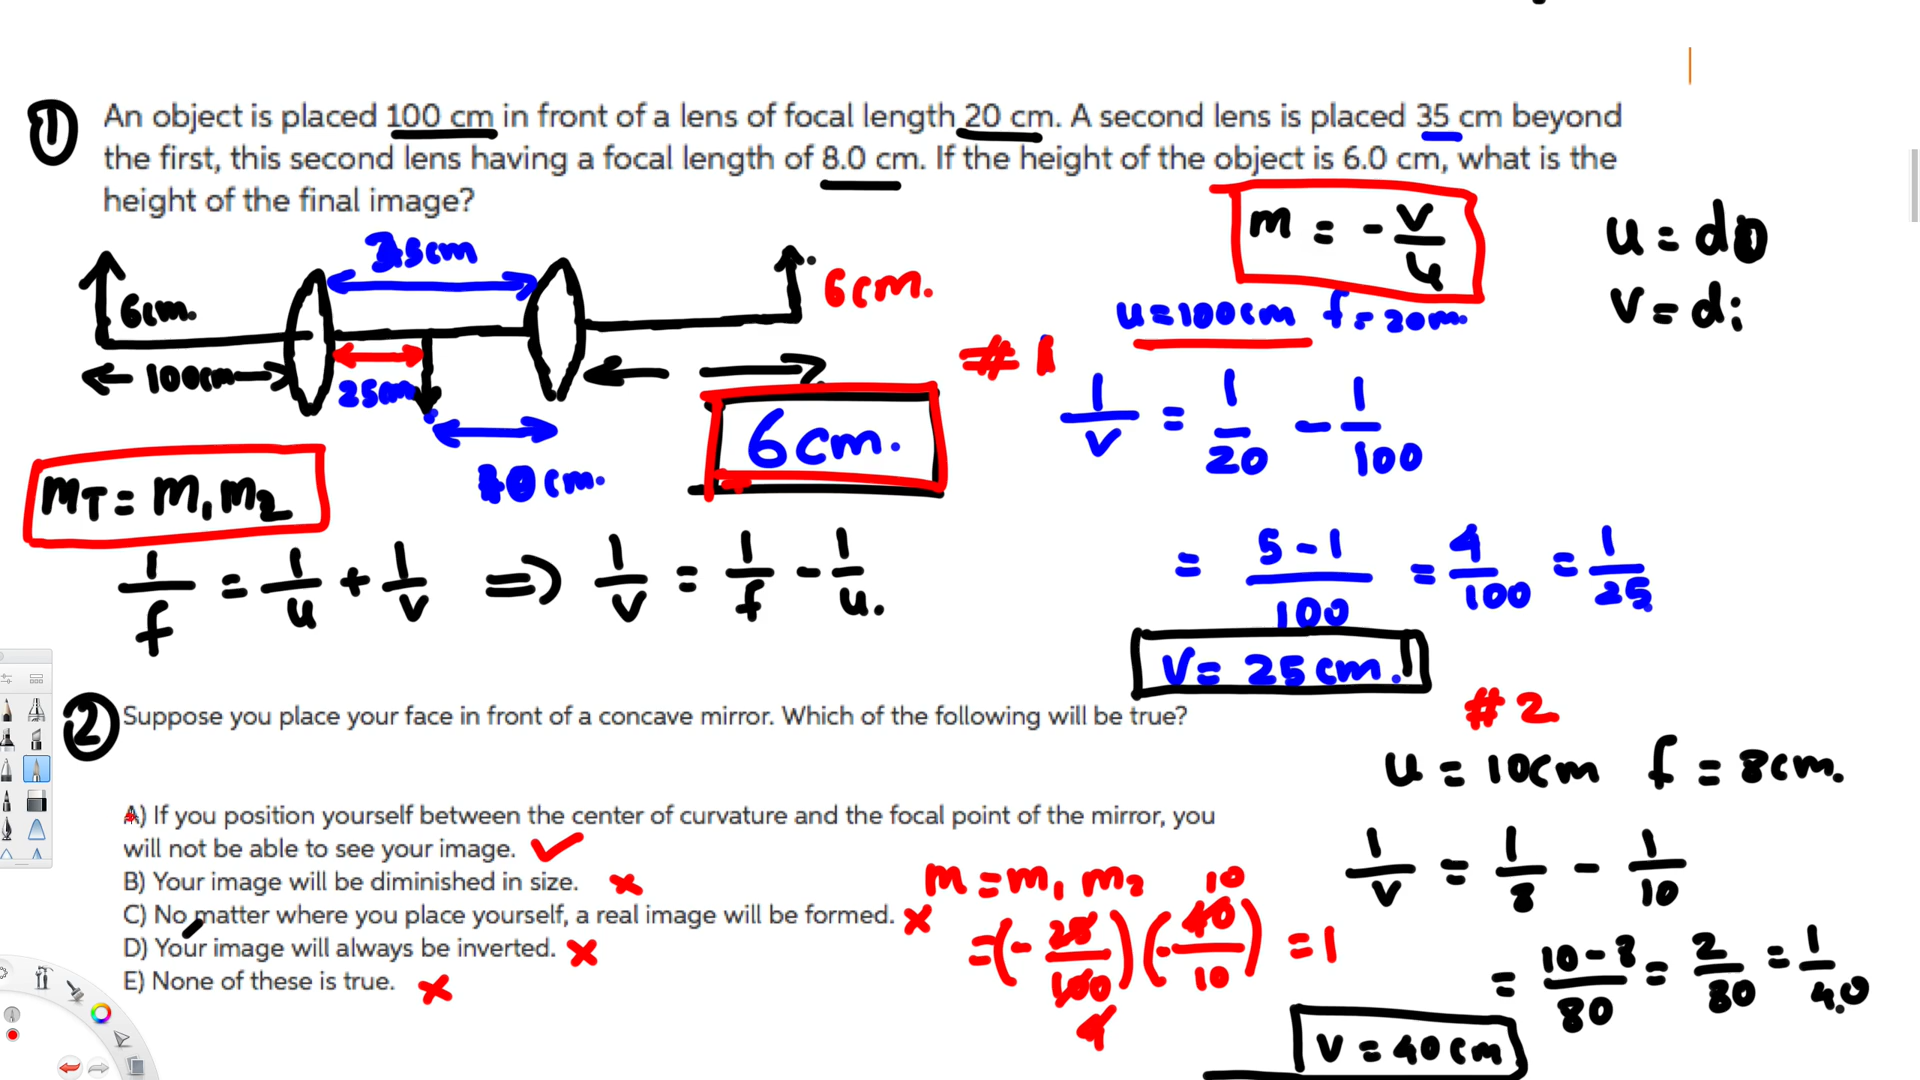 ① An object is placed 100 cm in front of a lens of focal length 20 cm. A second lens is placed 35 cm beyond
the first, this second lens having a focal length of 8.0 cm. If the height of the object is 6.0 cm, what is the
height of the final image?
m = - v/u
u = do
v = di
35cm
6cm.
6cm.
100cm
25cm
10cm.
6cm.
u=100cm f=20m.
#1
1/v = 1/20 - 1/100
= 5-1/100 = 4/100 = 1/25
v= 25cm.
MT = m1 m2
1/f = 1/u + 1/v => 1/v = 1/f - 1/u.
② Suppose you place your face in front of a concave mirror. Which of the following will be true?
A) If you position yourself between the center of curvature and the focal point of the mirror, you
will not be able to see your image.
B) Your image will be diminished in size.
C) No matter where you place yourself, a real image will be formed.
D) Your image will always be inverted.
E) None of these is true.
m = m1 m2
=(- 25/100)(- 40/10) = 1
10
4
#2
u = 10cm f = 8cm.
1/v = 1/8 - 1/10
= 10-8/80 = 2/80 = 1/40
v = 40cm